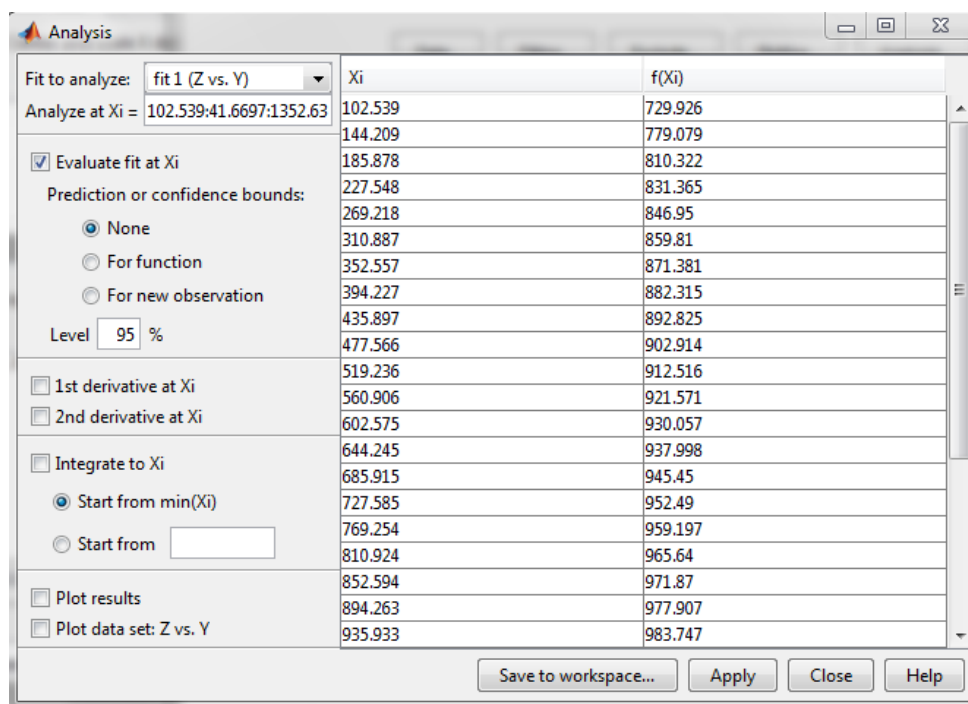 Analysis
Fit to analyze: fit 1 (Z vs. Y)
Analyze at Xi = 102.539:41.6697:1352.63
Evaluate fit at Xi
Prediction or confidence bounds:
None
For function
For new observation
Level 95 %
1st derivative at Xi
2nd derivative at Xi
Integrate to Xi
Start from min(Xi)
Start from
Plot results
Plot data set: Z vs. Y
Xi f(Xi)
102.539 729.926
144.209 779.079
185.878 810.322
227.548 831.365
269.218 846.95
310.887 859.81
352.557 871.381
394.227 882.315
435.897 892.825
477.566 902.914
519.236 912.516
560.906 921.571
602.575 930.057
644.245 937.998
685.915 945.45
727.585 952.49
769.254 959.197
810.924 965.64
852.594 971.87
894.263 977.907
935.933 983.747
Save to workspace... Apply Close Help